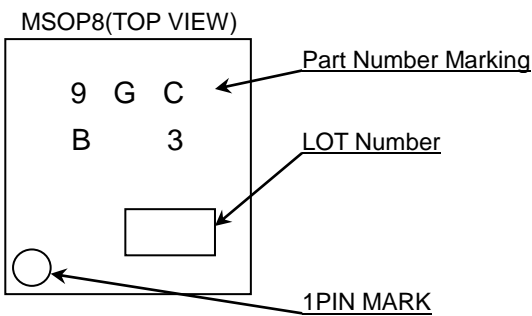 MSOP8(TOP VIEW)
Part Number Marking
9 G C
B 3
LOT Number
1PIN MARK